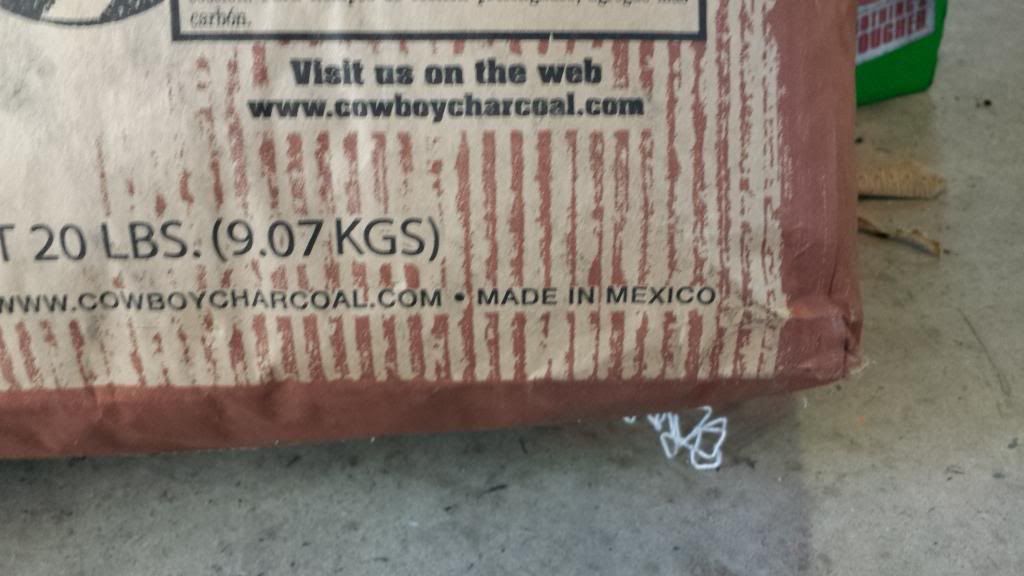 carbón.
Visit us on the web
www.cowboycharcoal.com
T 20 LBS. (9.07 KGS)
WWW.COWBOYCHARCOAL.COM • MADE IN MEXICO